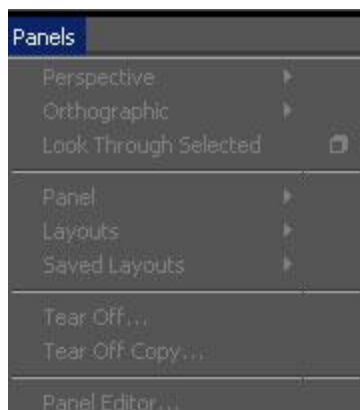 Panels
Perspective
Orthographic
Look Through Selected
Panel
Layouts
Saved Layouts
Tear Off...
Tear Off Copy...
Panel Editor...